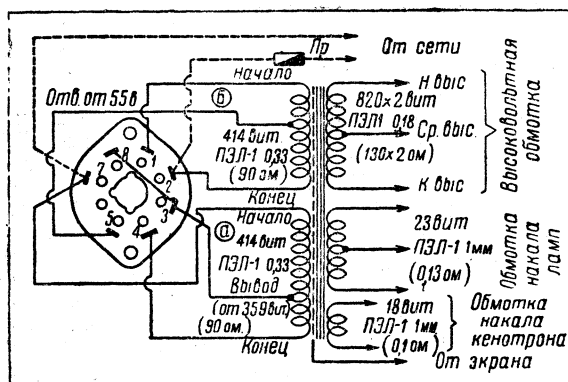 Пр
От сети
Начало
Н выс
Отв. от 55в
б
820×2 вит
ПЭЛ1 0,18
Ср. выс.
(130×2 ом)
К выс
Высоковольтная
обмотка
414 вит.
ПЭЛ-1 0,33
(90 ом)
Конец
1
2
3
4
5
7
8
а
Начало
414 вит
ПЭЛ-1 0,33
Вывод
(от 359 вит)
(90 ом.
Конец
23 вит
ПЭЛ-1 1 мм
(0,13 ом)
Обмотка
накала
ламп
18 вит
ПЭЛ-1 1 мм
(0,1 ом)
Обмотка
накала
кенотрона
От экрана